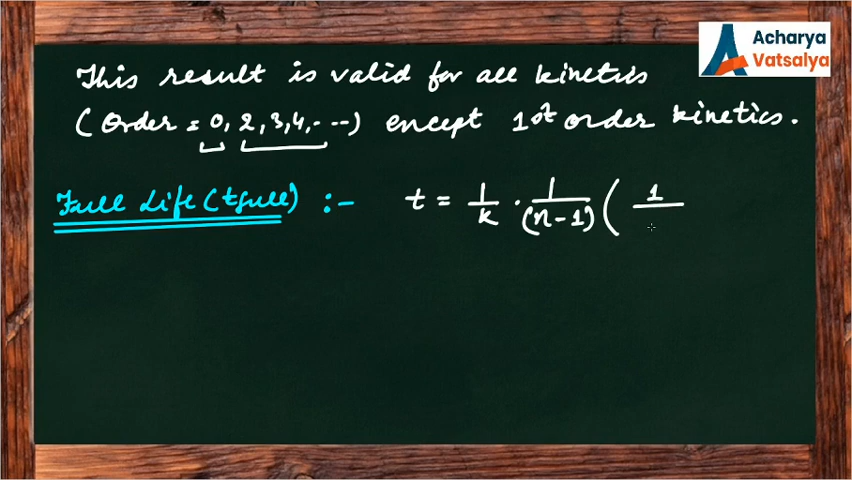 Acharya
Vatsalya
This result is valid for all kinetics
(Order = 0, 2, 3, 4, - --) except 1st order kinetics.
Full Life (tfull) :- t = 1/k · 1/(n-1) ( 1/